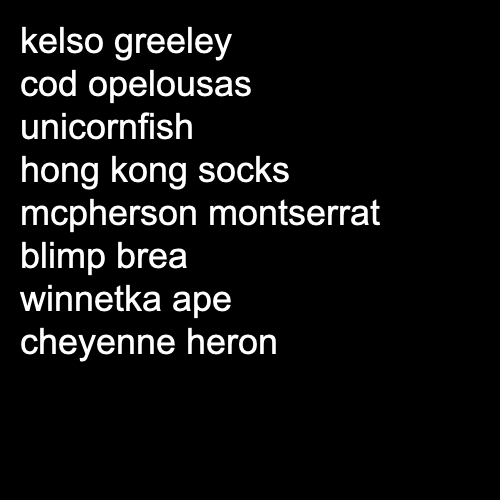 kelso greeley
cod opelousas
unicornfish
hong kong socks
mcpherson montserrat
blimp brea
winnetka ape
cheyenne heron